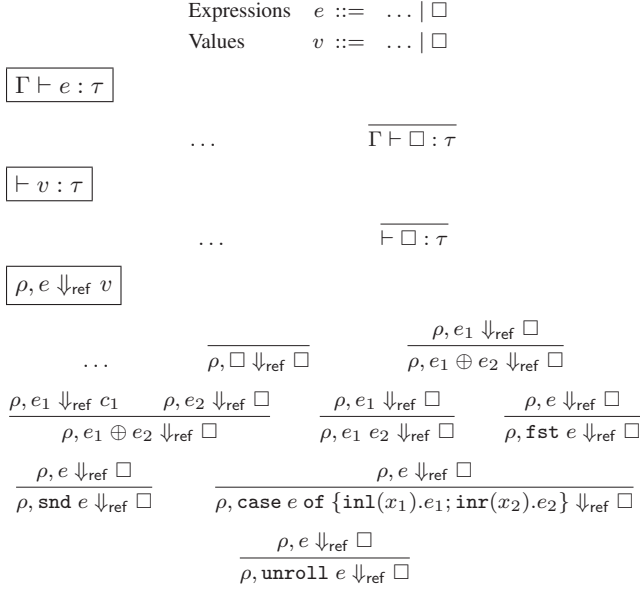 Expressions e ::= … | □
Values v ::= … | □
Γ ⊢ e : τ
… Γ ⊢ □ : τ
⊢ v : τ
… ⊢ □ : τ
ρ, e ⇓ref v
ρ, e1 ⇓ref □
… ρ, □ ⇓ref □ ρ, e1 ⊕ e2 ⇓ref □
ρ, e1 ⇓ref c1 ρ, e2 ⇓ref □ ρ, e1 ⇓ref □ ρ, e ⇓ref □
ρ, e1 ⊕ e2 ⇓ref □ ρ, e1 e2 ⇓ref □ ρ, fst e ⇓ref □
ρ, e ⇓ref □ ρ, e ⇓ref □
ρ, snd e ⇓ref □ ρ, case e of {inl(x1).e1; inr(x2).e2} ⇓ref □
ρ, e ⇓ref □
ρ, unroll e ⇓ref □